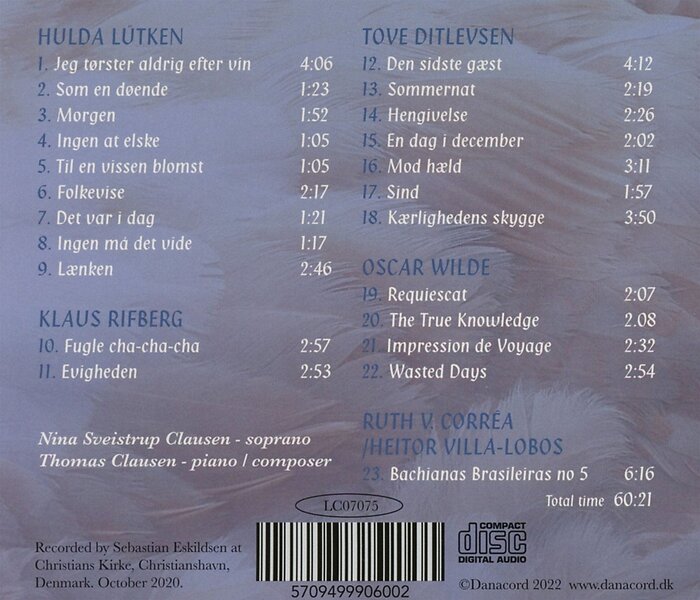 HULDA LÜTKEN
1. Jeg tørster aldrig efter vin 4:06
2. Som en døende 1:23
3. Morgen 1:52
4. Ingen at elske 1:05
5. Til en vissen blomst 1:05
6. Folkevise 2:17
7. Det var i dag 1:21
8. Ingen må det vide 1:17
9. Lænken 2:46
KLAUS RIFBERG
10. Fugle cha-cha-cha 2:57
11. Evigheden 2:53
Nina Sveistrup Clausen - soprano
Thomas Clausen - piano / composer
TOVE DITLEVSEN
12. Den sidste gæst 4:12
13. Sommernat 2:19
14. Hengivelse 2:26
15. En dag i december 2:02
16. Mod hæld 3:11
17. Sind 1:57
18. Kærlighedens skygge 3:50
OSCAR WILDE
19. Requiescat 2:07
20. The True Knowledge 2.08
21. Impression de Voyage 2:32
22. Wasted Days 2:54
RUTH V. CORRÉA
/HEITOR VILLA-LOBOS
23. Bachianas Brasileiras no 5 6:16
Total time 60:21
LC07075
Recorded by Sebastian Eskildsen at
Christians Kirke, Christianshavn,
Denmark. October 2020.
5709499906002
COMPACT
disc
DIGITAL AUDIO
©Danacord 2022 www.danacord.dk